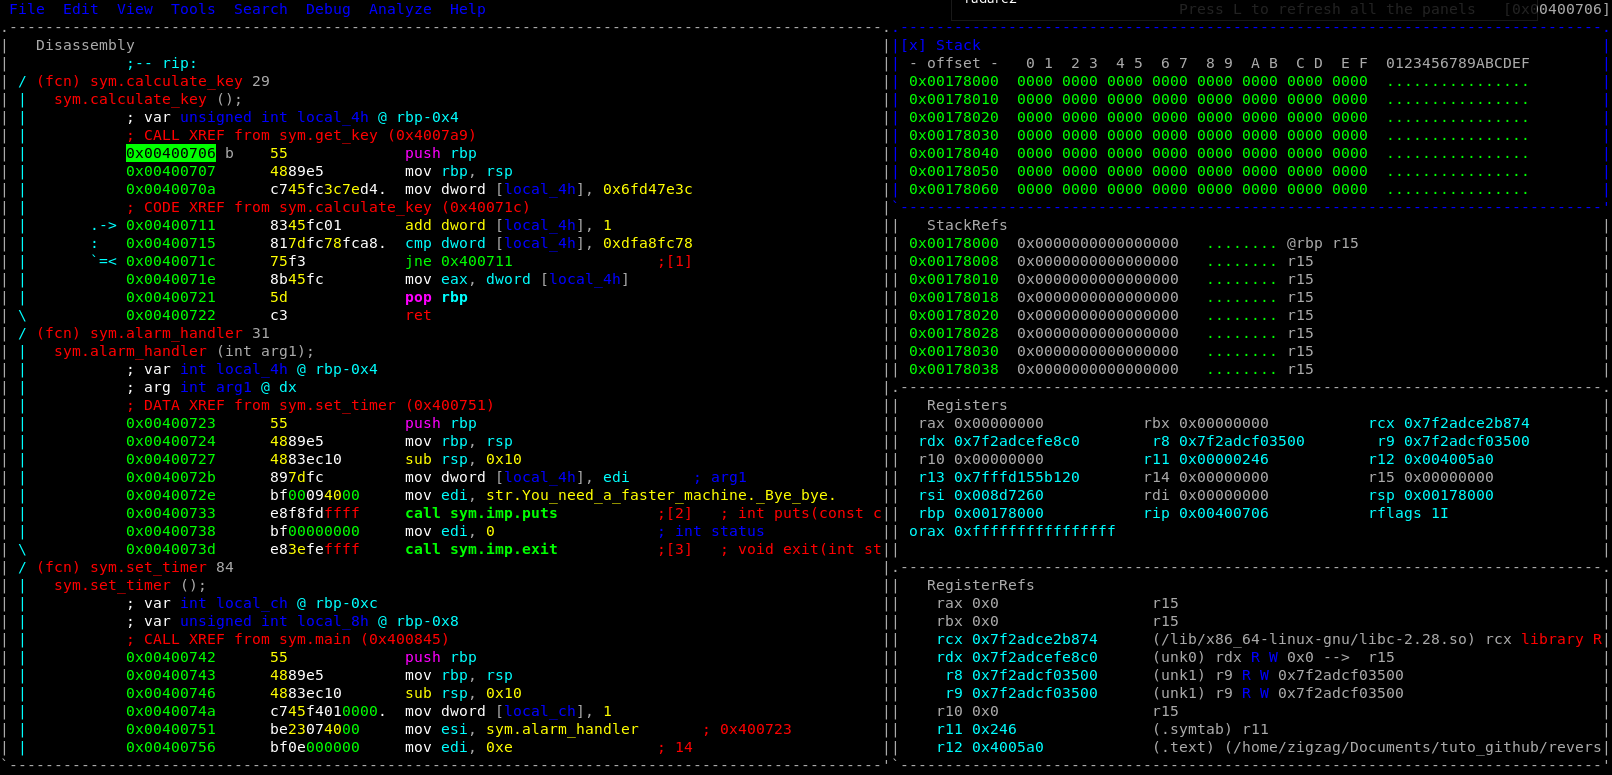 File  Edit  View  Tools  Search  Debug  Analyze  Help
Press L to refresh all the panels   [0x00400706]
Disassembly
;-- rip:
/ (fcn) sym.calculate_key 29
|   sym.calculate_key ();
|           ; var unsigned int local_4h @ rbp-0x4
|           ; CALL XREF from sym.get_key (0x4007a9)
|           0x00400706 b    55             push rbp
|           0x00400707      4889e5         mov rbp, rsp
|           0x0040070a      c745fc3c7ed4.  mov dword [local_4h], 0x6fd47e3c
|           ; CODE XREF from sym.calculate_key (0x40071c)
|       .-> 0x00400711      8345fc01       add dword [local_4h], 1
|       :   0x00400715      817dfc78fca8.  cmp dword [local_4h], 0xdfa8fc78
|       `=< 0x0040071c      75f3           jne 0x400711                ;[1]
|           0x0040071e      8b45fc         mov eax, dword [local_4h]
|           0x00400721      5d             pop rbp
\           0x00400722      c3             ret
/ (fcn) sym.alarm_handler 31
|   sym.alarm_handler (int arg1);
|           ; var int local_4h @ rbp-0x4
|           ; arg int arg1 @ dx
|           ; DATA XREF from sym.set_timer (0x400751)
|           0x00400723      55             push rbp
|           0x00400724      4889e5         mov rbp, rsp
|           0x00400727      4883ec10       sub rsp, 0x10
|           0x0040072b      897dfc         mov dword [local_4h], edi       ; arg1
|           0x0040072e      bf00094000     mov edi, str.You_need_a_faster_machine._Bye_bye.
|           0x00400733      e8f8fdffff     call sym.imp.puts           ;[2]   ; int puts(const c
|           0x00400738      bf00000000     mov edi, 0                  ; int status
\           0x0040073d      e83efeffff     call sym.imp.exit           ;[3]   ; void exit(int st
/ (fcn) sym.set_timer 84
|   sym.set_timer ();
|           ; var int local_ch @ rbp-0xc
|           ; var unsigned int local_8h @ rbp-0x8
|           ; CALL XREF from sym.main (0x400845)
|           0x00400742      55             push rbp
|           0x00400743      4889e5         mov rbp, rsp
|           0x00400746      4883ec10       sub rsp, 0x10
|           0x0040074a      c745f4010000.  mov dword [local_ch], 1
|           0x00400751      be23074000     mov esi, sym.alarm_handler       ; 0x400723
|           0x00400756      bf0e000000     mov edi, 0xe                ; 14
[x] Stack
- offset -   0 1  2 3  4 5  6 7  8 9  A B  C D  E F  0123456789ABCDEF
0x00178000  0000 0000 0000 0000 0000 0000 0000 0000  ................
0x00178010  0000 0000 0000 0000 0000 0000 0000 0000  ................
0x00178020  0000 0000 0000 0000 0000 0000 0000 0000  ................
0x00178030  0000 0000 0000 0000 0000 0000 0000 0000  ................
0x00178040  0000 0000 0000 0000 0000 0000 0000 0000  ................
0x00178050  0000 0000 0000 0000 0000 0000 0000 0000  ................
0x00178060  0000 0000 0000 0000 0000 0000 0000 0000  ................
StackRefs
0x00178000  0x0000000000000000   ........ @rbp r15
0x00178008  0x0000000000000000   ........ r15
0x00178010  0x0000000000000000   ........ r15
0x00178018  0x0000000000000000   ........ r15
0x00178020  0x0000000000000000   ........ r15
0x00178028  0x0000000000000000   ........ r15
0x00178030  0x0000000000000000   ........ r15
0x00178038  0x0000000000000000   ........ r15
Registers
rax 0x00000000           rbx 0x00000000           rcx 0x7f2adce2b874
rdx 0x7f2adcefe8c0        r8 0x7f2adcf03500        r9 0x7f2adcf03500
r10 0x00000000           r11 0x00000246           r12 0x004005a0
r13 0x7fffd155b120       r14 0x00000000           r15 0x00000000
rsi 0x008d7260           rdi 0x00000000           rsp 0x00178000
rbp 0x00178000           rip 0x00400706           rflags 1I
orax 0xffffffffffffffff
RegisterRefs
rax 0x0                 r15
rbx 0x0                 r15
rcx 0x7f2adce2b874      (/lib/x86_64-linux-gnu/libc-2.28.so) rcx library R
rdx 0x7f2adcefe8c0      (unk0) rdx R W 0x0 -->  r15
r8 0x7f2adcf03500      (unk1) r9 R W 0x7f2adcf03500
r9 0x7f2adcf03500      (unk1) r9 R W 0x7f2adcf03500
r10 0x0                 r15
r11 0x246               (.symtab) r11
r12 0x4005a0            (.text) (/home/zigzag/Documents/tuto_github/revers